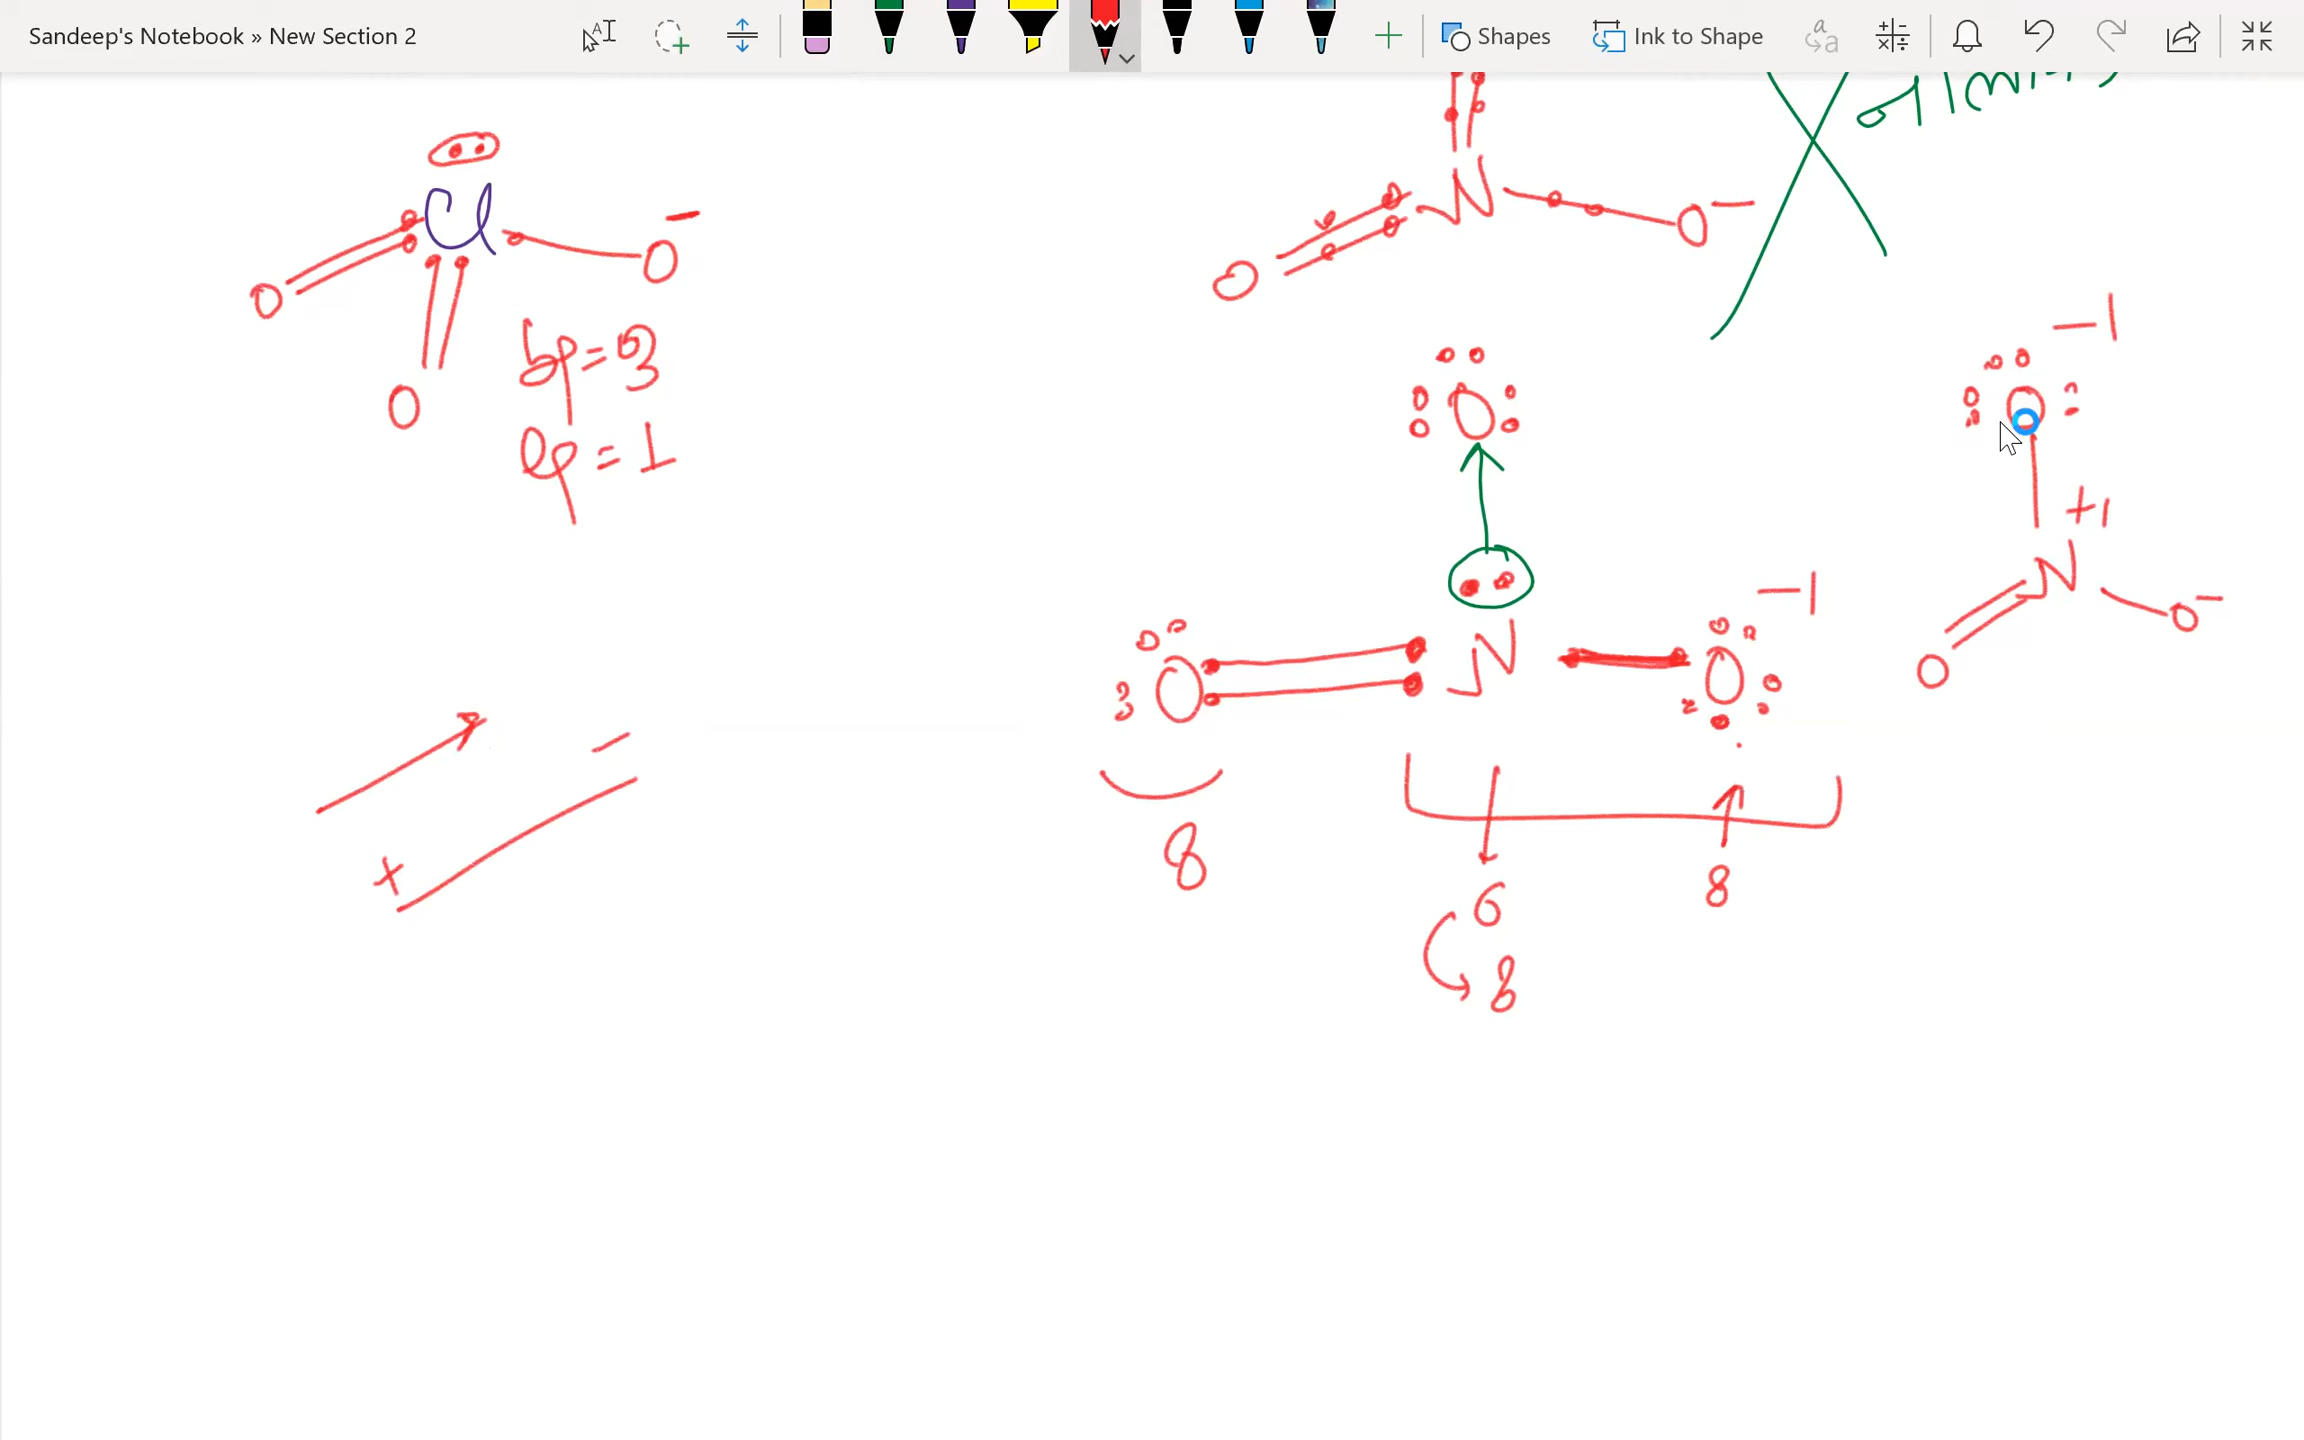 Sandeep's Notebook » New Section 2
Shapes
Ink to Shape
Cl
O
O
O⁻
bp = 3
lp = 1
N
O
O⁻
O
O
N
O
-1
8
6
8
8
-1
O
+1
N
O
O⁻
-
+